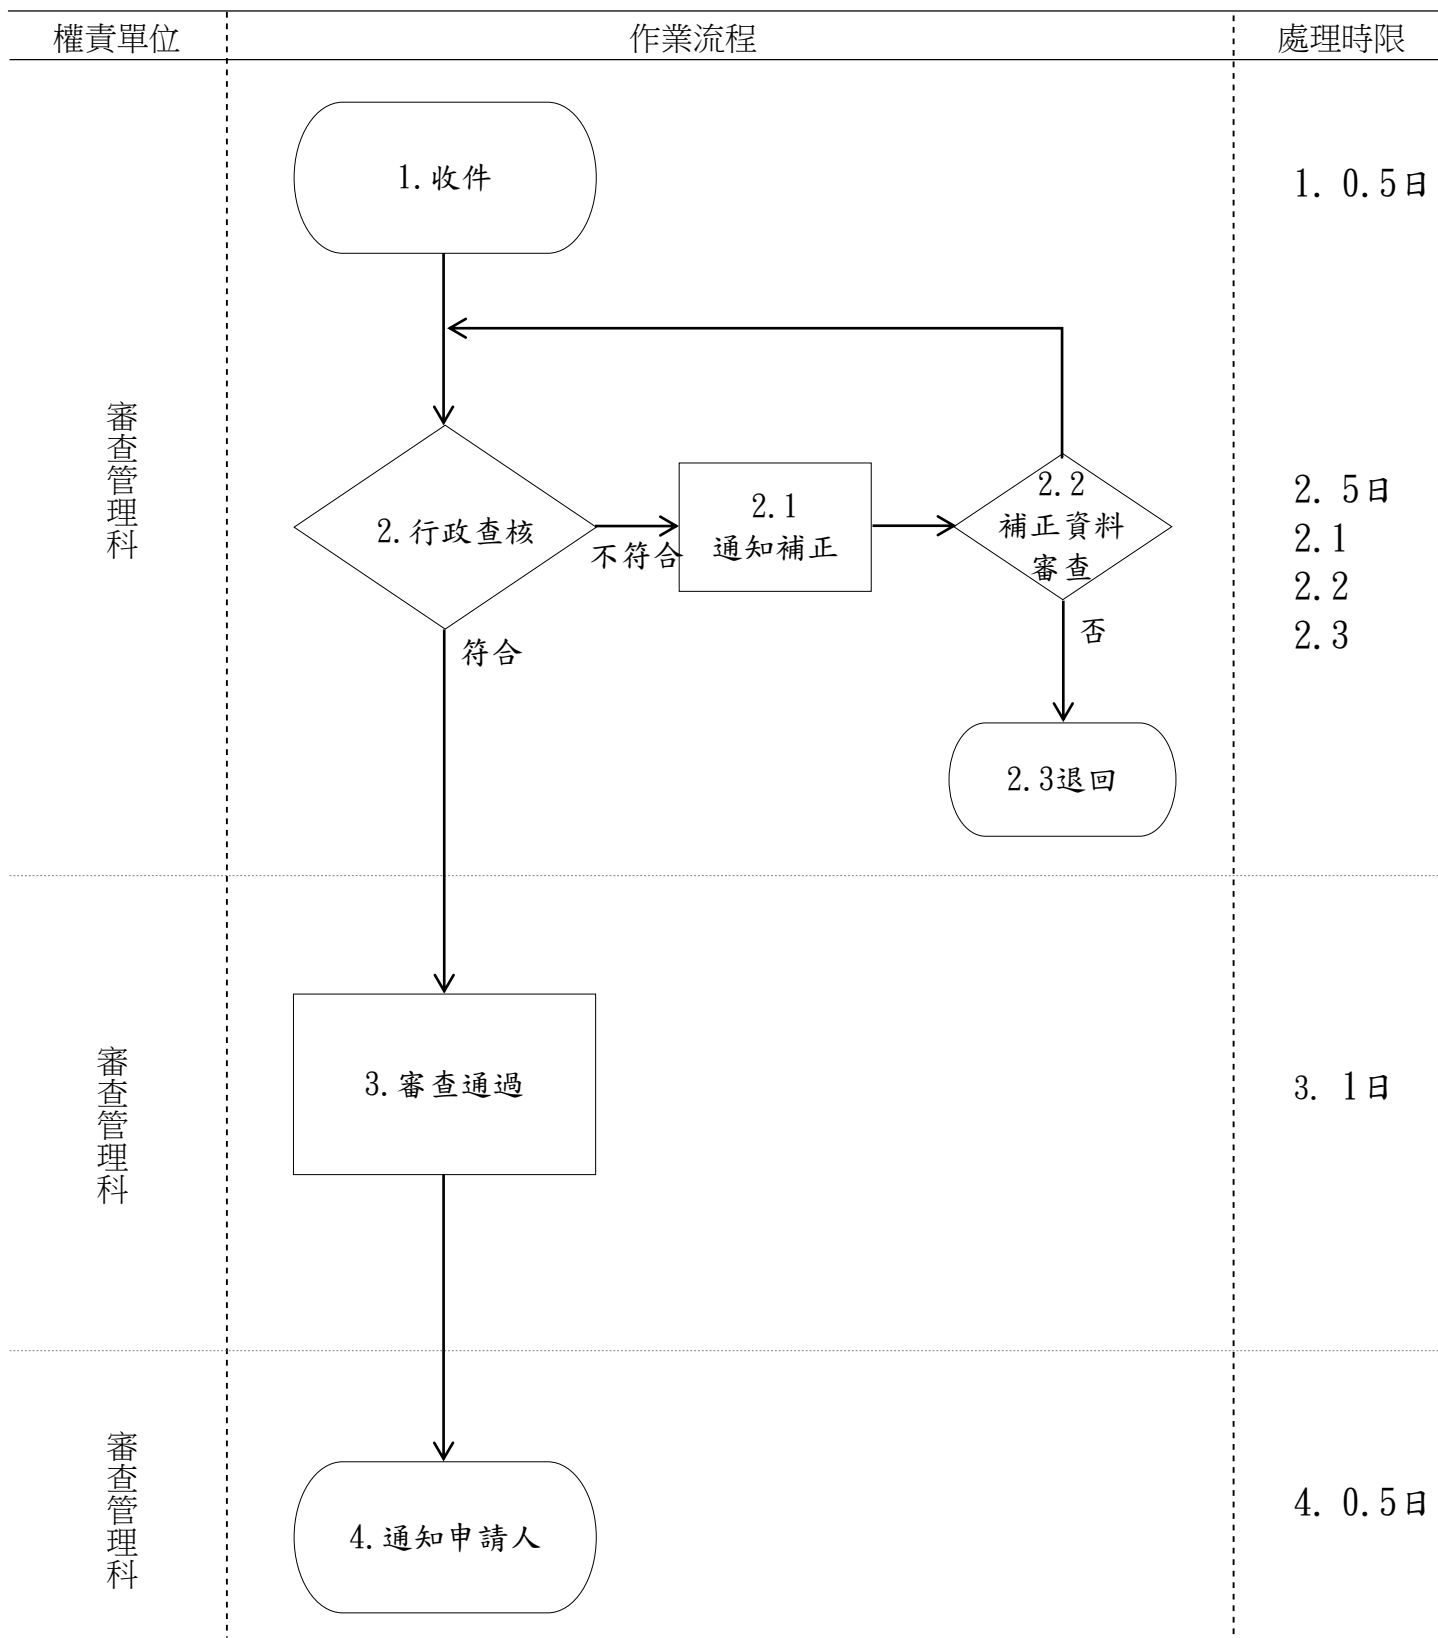 權責單位
作業流程
處理時限
審查管理科
1.收件
1. 0.5日
2.行政查核
不符合
2.1
通知補正
2.2
補正資料
審查
否
2.3退回
符合
2. 5日
2.1
2.2
2.3
審查管理科
3.審查通過
3. 1日
審查管理科
4.通知申請人
4. 0.5日